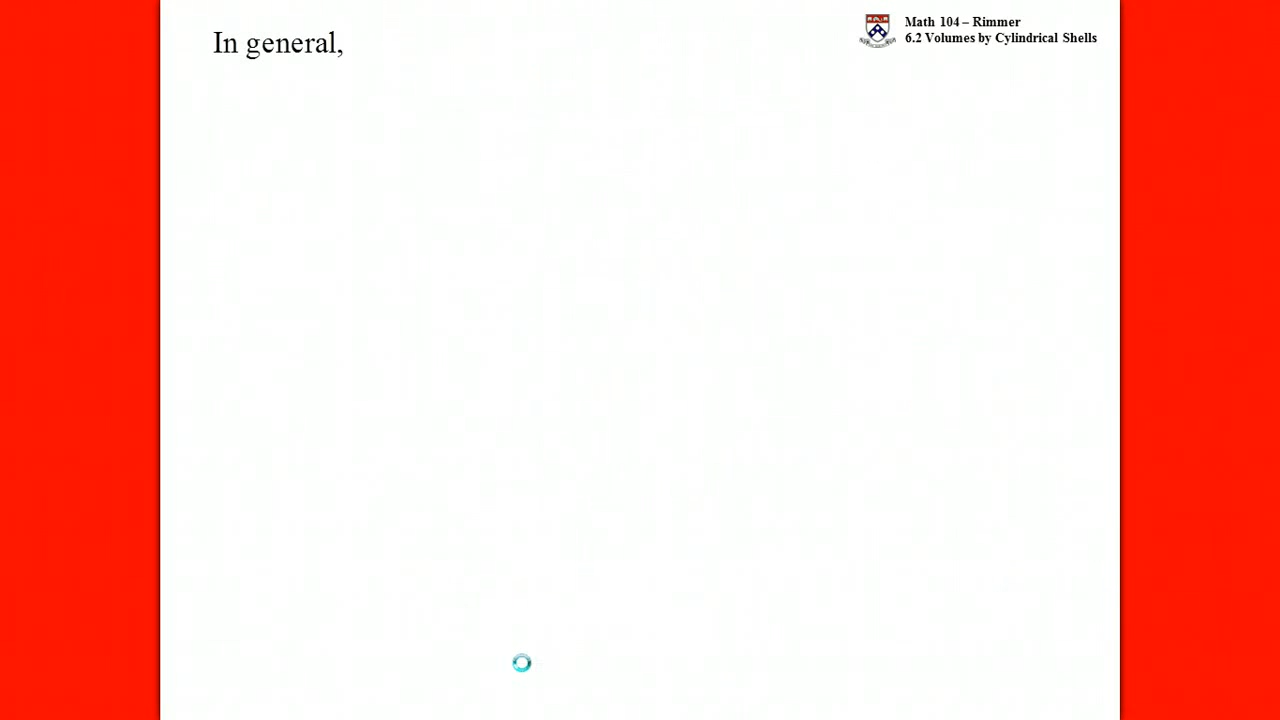 In general,
Math 104 – Rimmer
6.2 Volumes by Cylindrical Shells